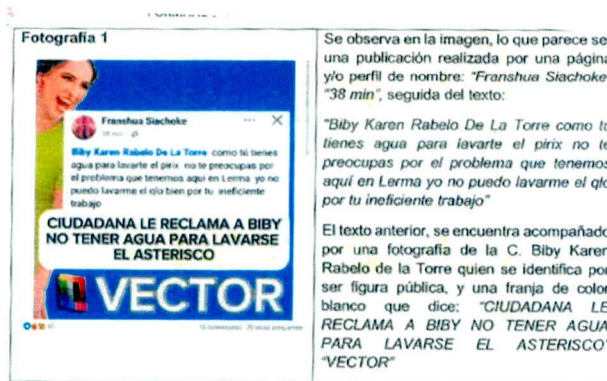 Fotografía 1
Franshua Siachoke
38 min
Biby Karen Rabelo De La Torre como tú tienes
agua para lavarte el pirix no te preocupas por
el problema que tenemos aquí en Lerma yo no
puedo lavarme el qlo bien por tu ineficiente
trabajo
CIUDADANA LE RECLAMA A BIBY
NO TENER AGUA PARA LAVARSE
EL ASTERISCO
VECTOR
Se observa en la imagen, lo que parece se
una publicación realizada por una página
y/o perfil de nombre: "Franshua Siachoke
"38 min", seguida del texto:
"Biby Karen Rabelo De La Torre como tú
tienes agua para lavarte el pirix no te
preocupas por el problema que tenemos
aquí en Lerma yo no puedo lavarme el qlo
por tu ineficiente trabajo"
El texto anterior, se encuentra acompañado
por una fotografía de la C. Biby Karen
Rabelo de la Torre quien se identifica por
ser figura pública, y una franja de color
blanco que dice: "CIUDADANA LE
RECLAMA A BIBY NO TENER AGUA
PARA LAVARSE EL ASTERISCO"
"VECTOR"